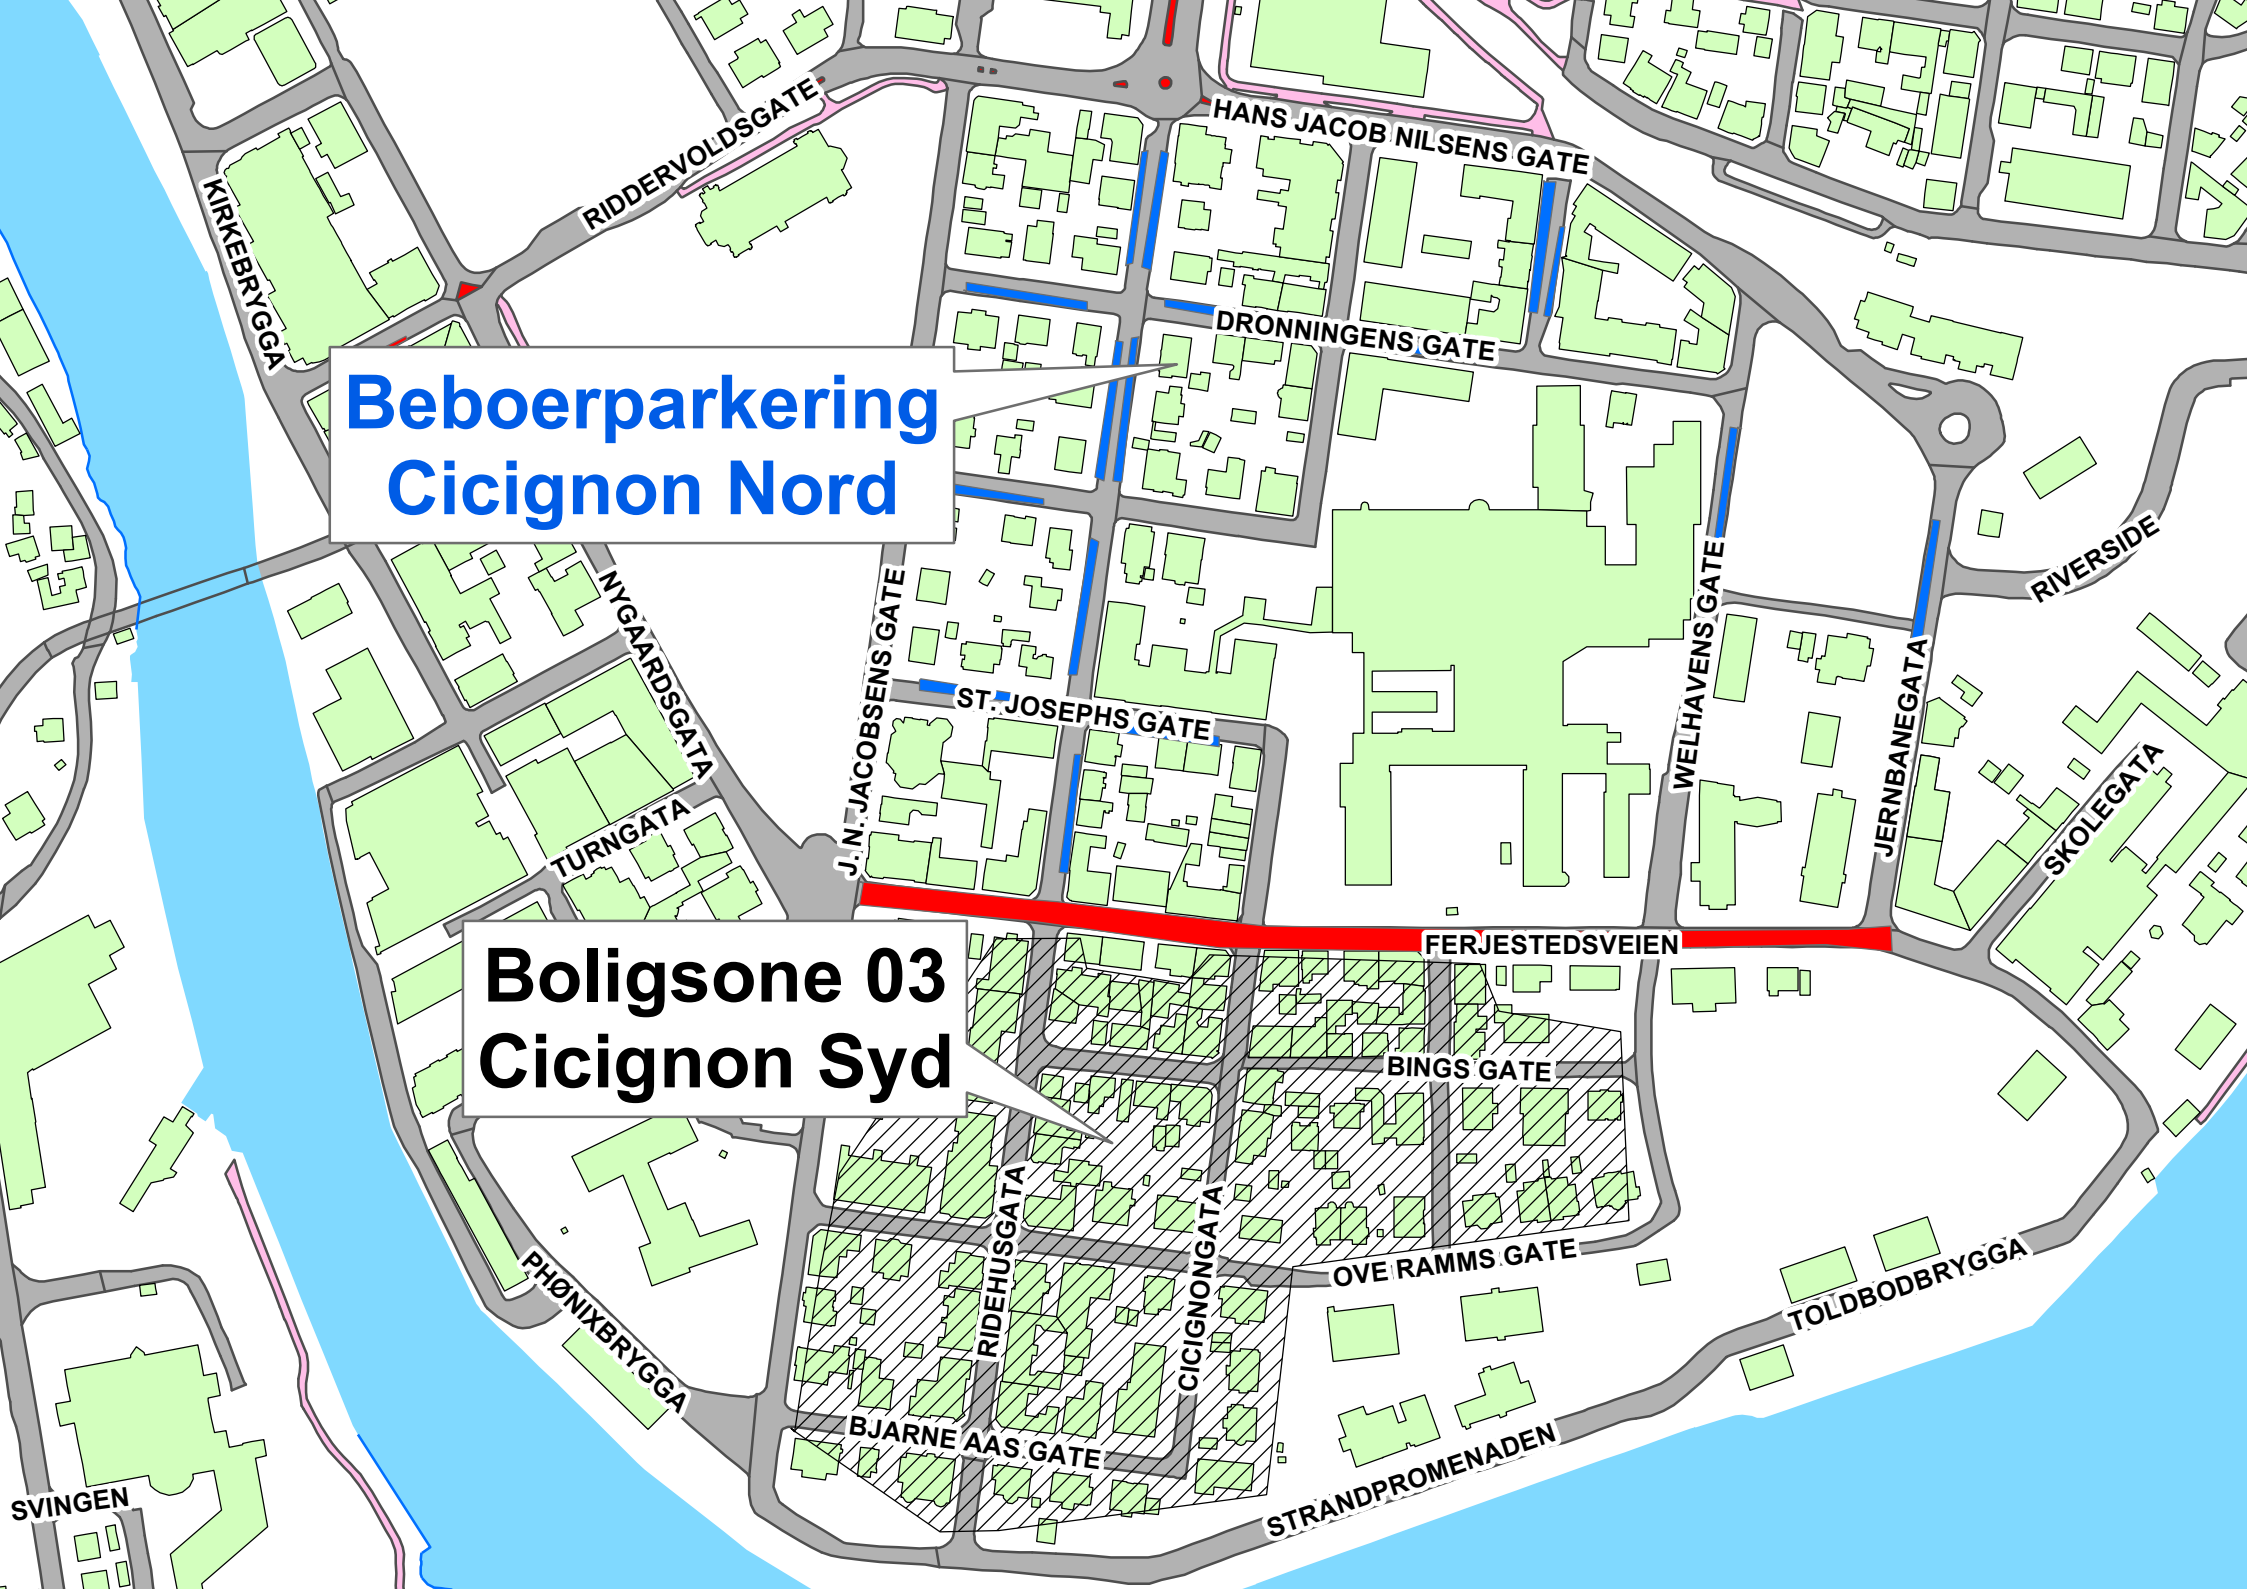 RIDDERVOLDSGATE
HANS JACOB NILSENS GATE
KIRKEBRYGGA
DRONNINGENS GATE
Beboerparkering
Cicignon Nord
RIVERSIDE
NYGAARDSGATA
J. N. JACOBSENS GATE
WELHAVENS GATE
JERNBANEGATA
ST. JOSEPHS GATE
SKOLEGATA
TURNGATA
FERJESTEDSVEIEN
Boligsone 03
Cicignon Syd
BINGS GATE
RIDEHUSGATA
CICIGNONGATA
OVE RAMMS GATE
PHØNIXBRYGGA
TOLDBODBRYGGA
BJARNE AAS GATE
STRANDPROMENADEN
SVINGEN